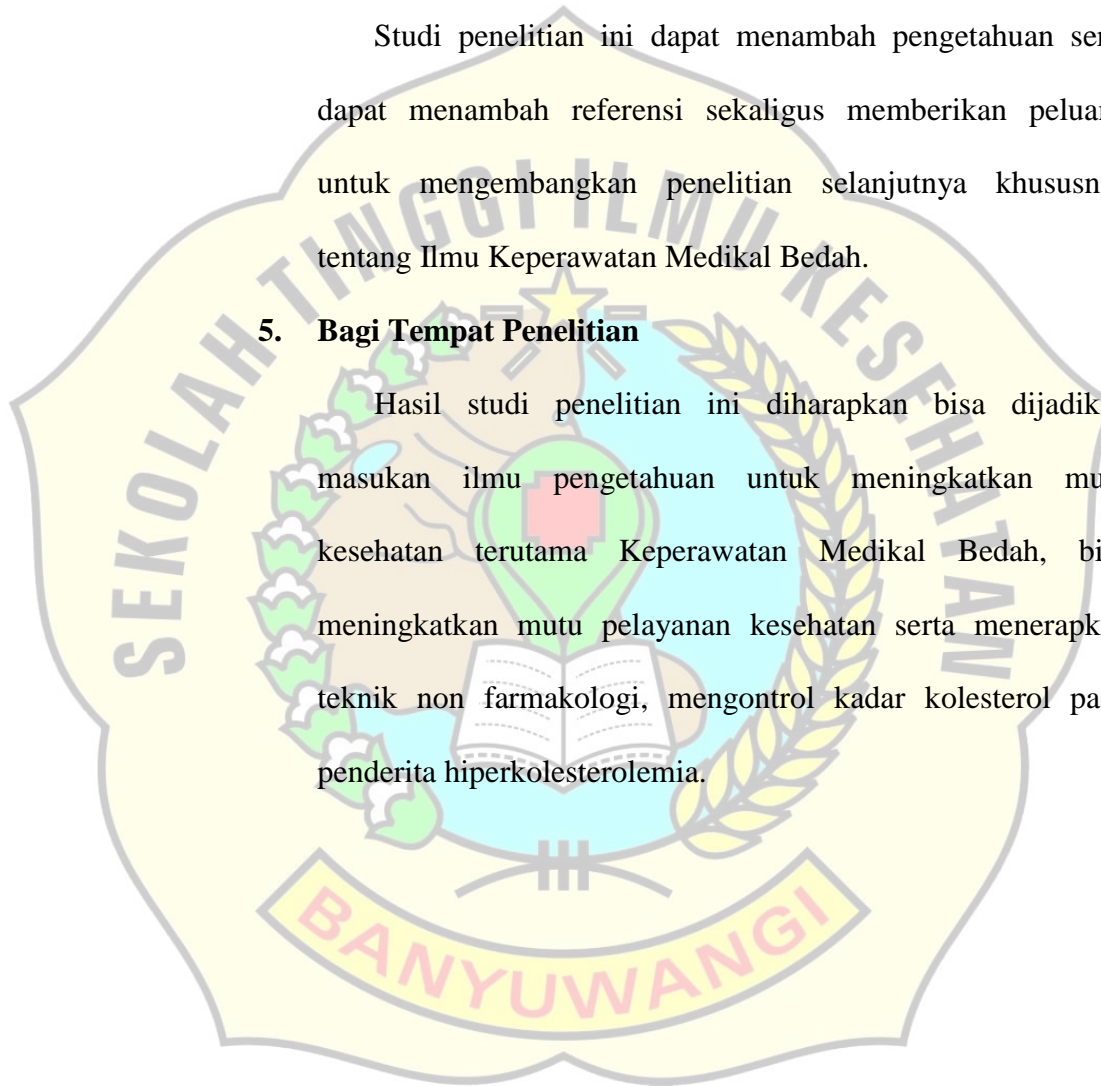 Studi penelitian ini dapat menambah pengetahuan ser
dapat menambah referensi sekaligus memberikan peluan
untuk mengembangkan penelitian selanjutnya khususn
tentang Ilmu Keperawatan Medikal Bedah.
5. Bagi Tempat Penelitian
Hasil studi penelitian ini diharapkan bisa dijadik
masukan ilmu pengetahuan untuk meningkatkan mu
kesehatan terutama Keperawatan Medikal Bedah, bi
meningkatkan mutu pelayanan kesehatan serta menerapk
teknik non farmakologi, mengontrol kadar kolesterol pa
penderita hiperkolesterolemia.
SEKOLAH TINGGI ILMU KESEHATAN
BANYUWANGI